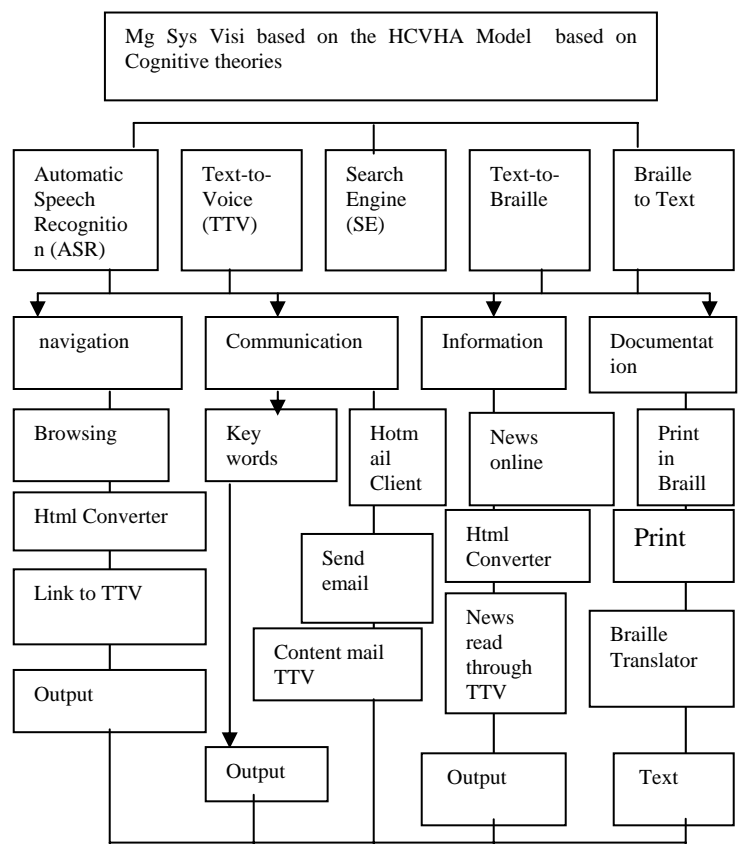 Mg Sys Visi based on the HCVHA Model based on
Cognitive theories
Automatic
Speech
Recognitio
n (ASR)
Text-to-
Voice
(TTV)
Search
Engine
(SE)
Text-to-
Braille
Braille
to Text
navigation
Communication
Information
Documentat
ion
Browsing
Key
words
Hotm
ail
Client
News
online
Print
in
Braill
Html Converter
Send
email
Html
Converter
Print
Link to TTV
Content mail
TTV
News
read
through
TTV
Braille
Translator
Output
Output
Output
Text